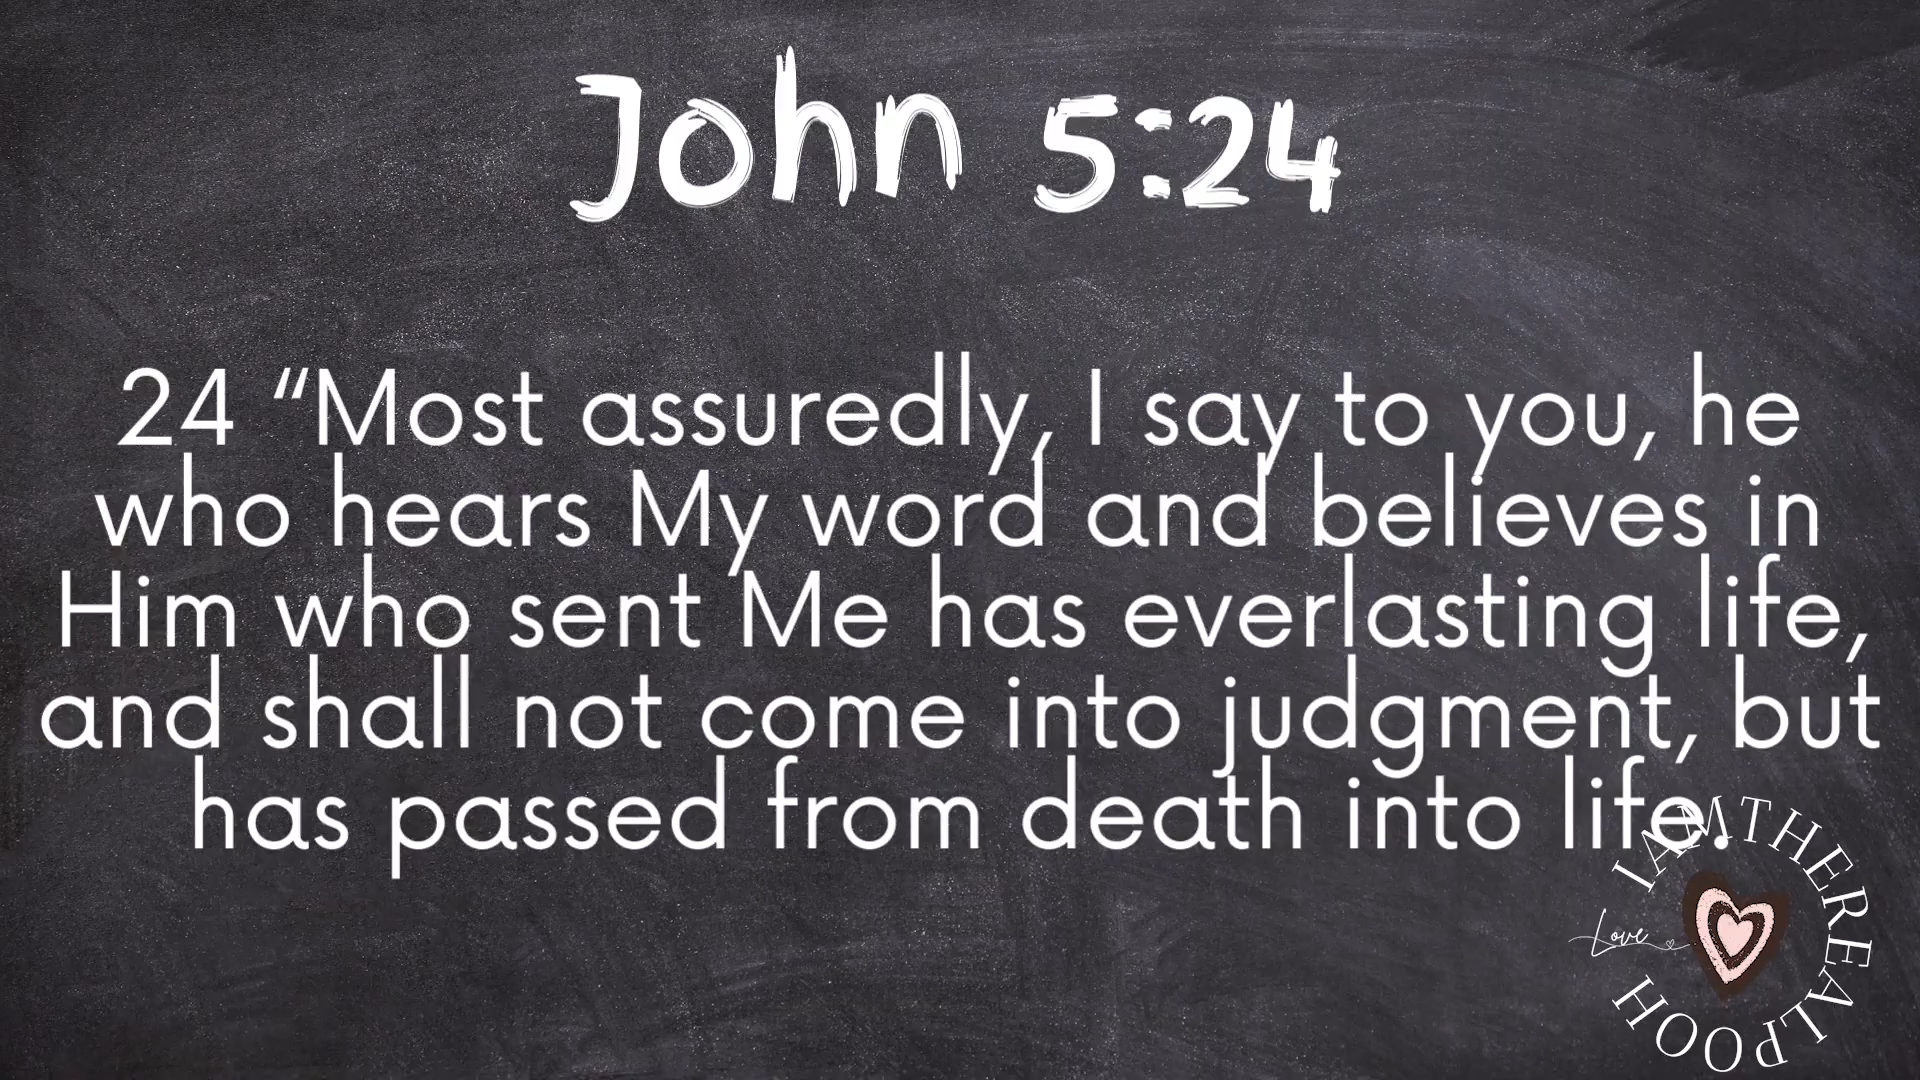 John 5:24
24 “Most assuredly, I say to you, he
who hears My word and believes in
Him who sent Me has everlasting life,
and shall not come into judgment, but
has passed from death into life.
IAMTHEREALPOOH
Love